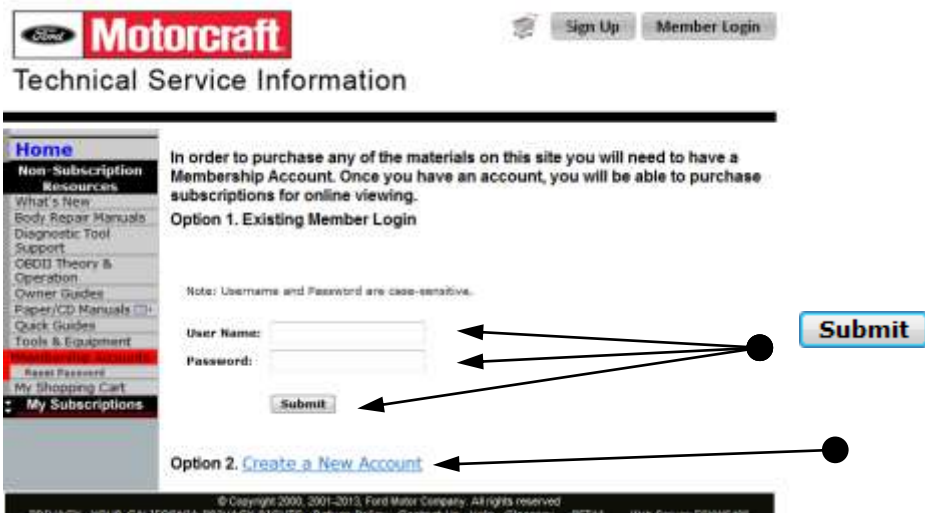 Ford Motorcraft
Sign Up
Member Login
Technical Service Information
Home
Non-Subscription
Resources
What's New
Body Repair Manuals
Diagnostic Tool
Support
OBDII Theory &
Operation
Owner Guides
Paper/CD Manuals
Quick Guides
Tools & Equipment
Membership Accounts
Reset Password
My Shopping Cart
My Subscriptions
In order to purchase any of the materials on this site you will need to have a
Membership Account. Once you have an account, you will be able to purchase
subscriptions for online viewing.
Option 1. Existing Member Login
Note: Username and Password are case-sensitive.
User Name:
Password:
Submit
Submit
Option 2. Create a New Account
© Copyright 2000, 2001-2013, Ford Motor Company. All rights reserved